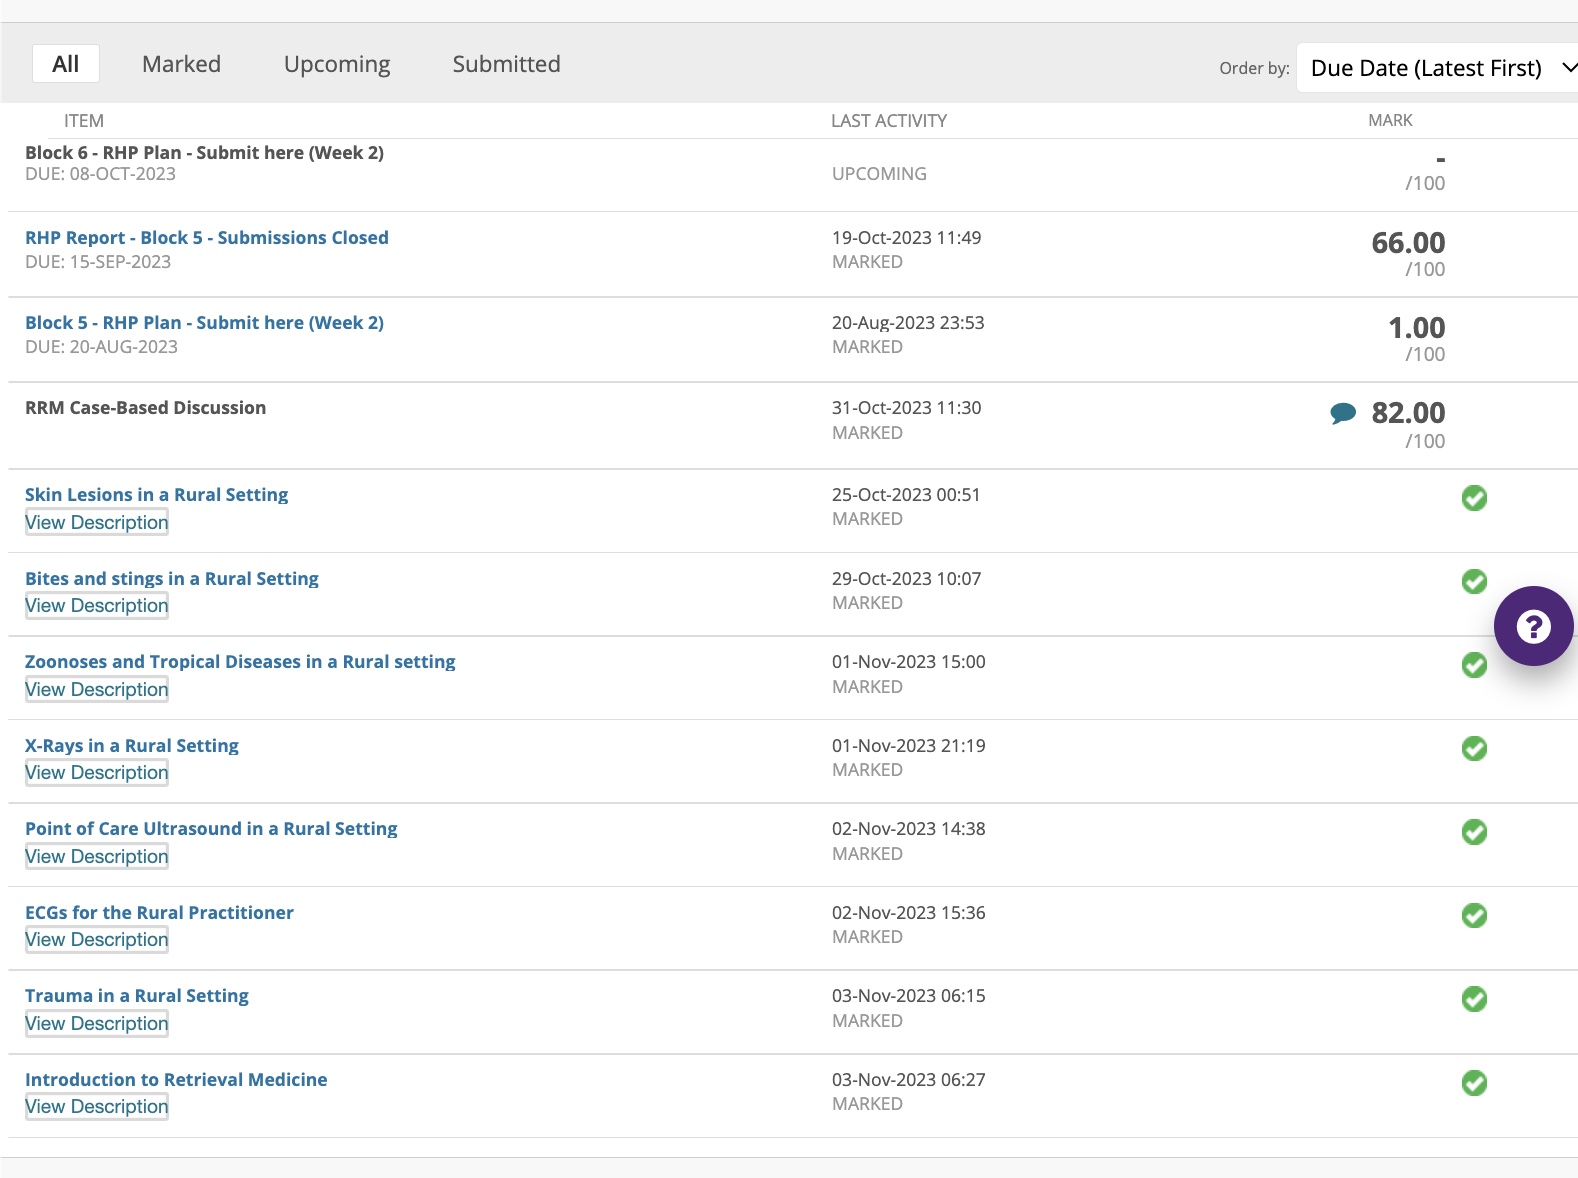 All Marked Upcoming Submitted Order by: Due Date (Latest First)
ITEM LAST ACTIVITY MARK
Block 6 - RHP Plan - Submit here (Week 2) -
DUE: 08-OCT-2023 UPCOMING /100
RHP Report - Block 5 - Submissions Closed 19-Oct-2023 11:49 66.00
DUE: 15-SEP-2023 MARKED /100
Block 5 - RHP Plan - Submit here (Week 2) 20-Aug-2023 23:53 1.00
DUE: 20-AUG-2023 MARKED /100
RRM Case-Based Discussion 31-Oct-2023 11:30 82.00
MARKED /100
Skin Lesions in a Rural Setting 25-Oct-2023 00:51
View Description MARKED
Bites and stings in a Rural Setting 29-Oct-2023 10:07
View Description MARKED
?
Zoonoses and Tropical Diseases in a Rural setting 01-Nov-2023 15:00
View Description MARKED
X-Rays in a Rural Setting 01-Nov-2023 21:19
View Description MARKED
Point of Care Ultrasound in a Rural Setting 02-Nov-2023 14:38
View Description MARKED
ECGs for the Rural Practitioner 02-Nov-2023 15:36
View Description MARKED
Trauma in a Rural Setting 03-Nov-2023 06:15
View Description MARKED
Introduction to Retrieval Medicine 03-Nov-2023 06:27
View Description MARKED